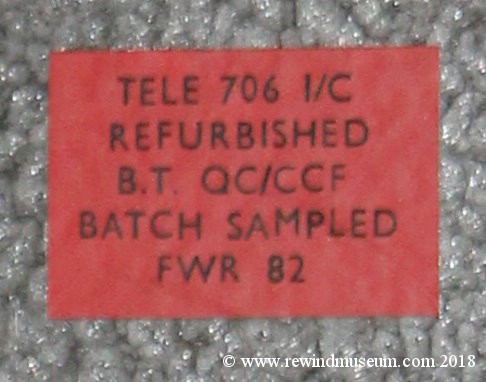 TELE 706 I/C
REFURBISHED
B.T. QC/CCF
BATCH SAMPLED
FWR 82
© www.rewindmuseum.com 2018